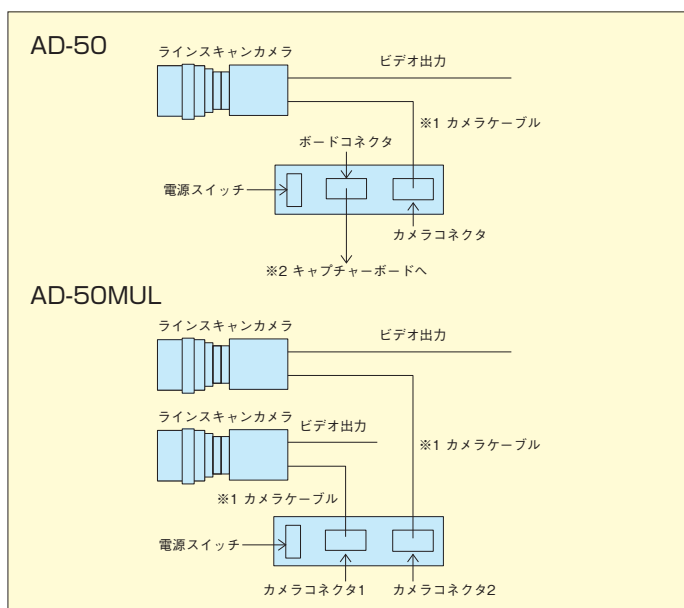 AD-50
ラインスキャンカメラ
ビデオ出力
※1 カメラケーブル
ボードコネクタ
電源スイッチ
カメラコネクタ
※2 キャプチャーボードへ
AD-50MUL
ラインスキャンカメラ
ビデオ出力
ラインスキャンカメラ
ビデオ出力
※1 カメラケーブル
※1 カメラケーブル
電源スイッチ
カメラコネクタ1
カメラコネクタ2